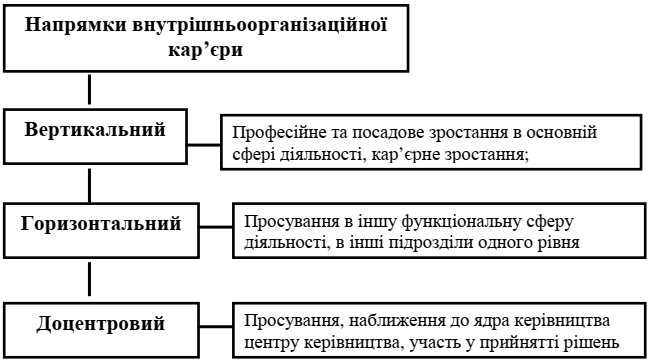 Напрямки внутрішньоорганізаційної
кар’єри
Вертикальний
Професійне та посадове зростання в основній
сфері діяльності, кар’єрне зростання;
Горизонтальний
Просування в іншу функціональну сферу
діяльності, в інші підрозділи одного рівня
Доцентровий
Просування, наближення до ядра керівництва
центру керівництва, участь у прийнятті рішень